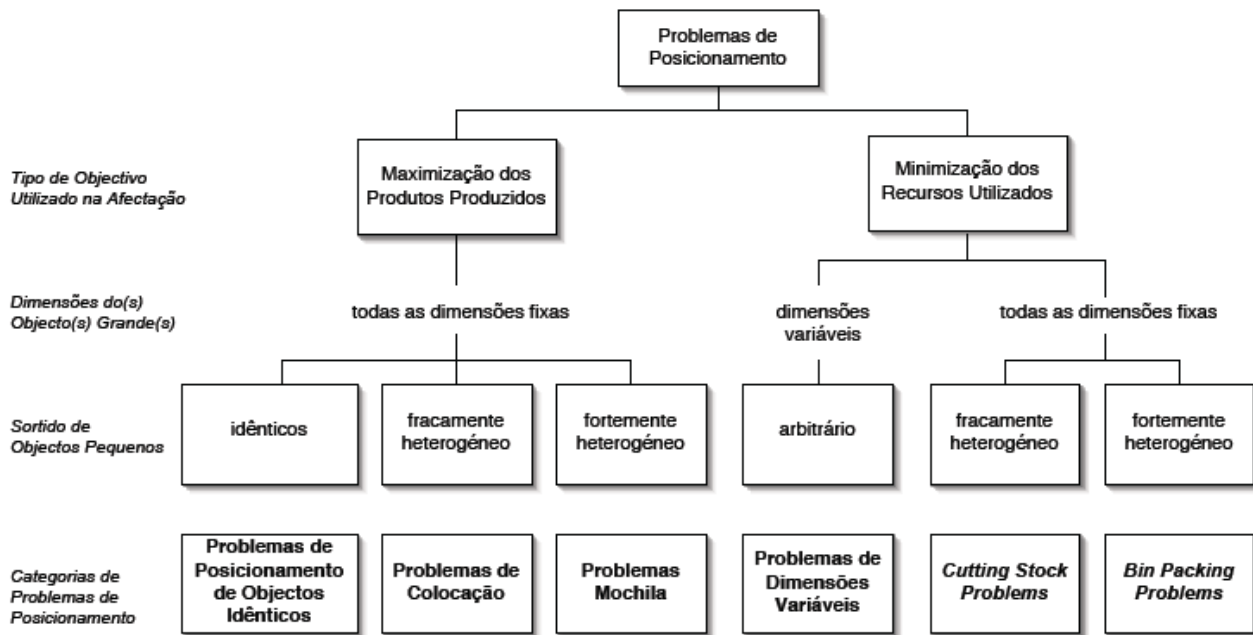 Problemas de
Posicionamento
Tipo de Objectivo
Utilizado na Afectação
Maximização dos
Produtos Produzidos
Minimização dos
Recursos Utilizados
Dimensões do(s)
Objecto(s) Grande(s)
todas as dimensões fixas
dimensões
variáveis
todas as dimensões fixas
Sortido de
Objectos Pequenos
idênticos
fracamente
heterogéneo
fortemente
heterogéneo
arbitrário
fracamente
heterogéneo
fortemente
heterogéneo
Categorias de
Problemas de
Posicionamento
Problemas de
Posicionamento
de Objectos
Idênticos
Problemas de
Colocação
Problemas
Mochila
Problemas de
Dimensões
Variáveis
Cutting Stock
Problems
Bin Packing
Problems